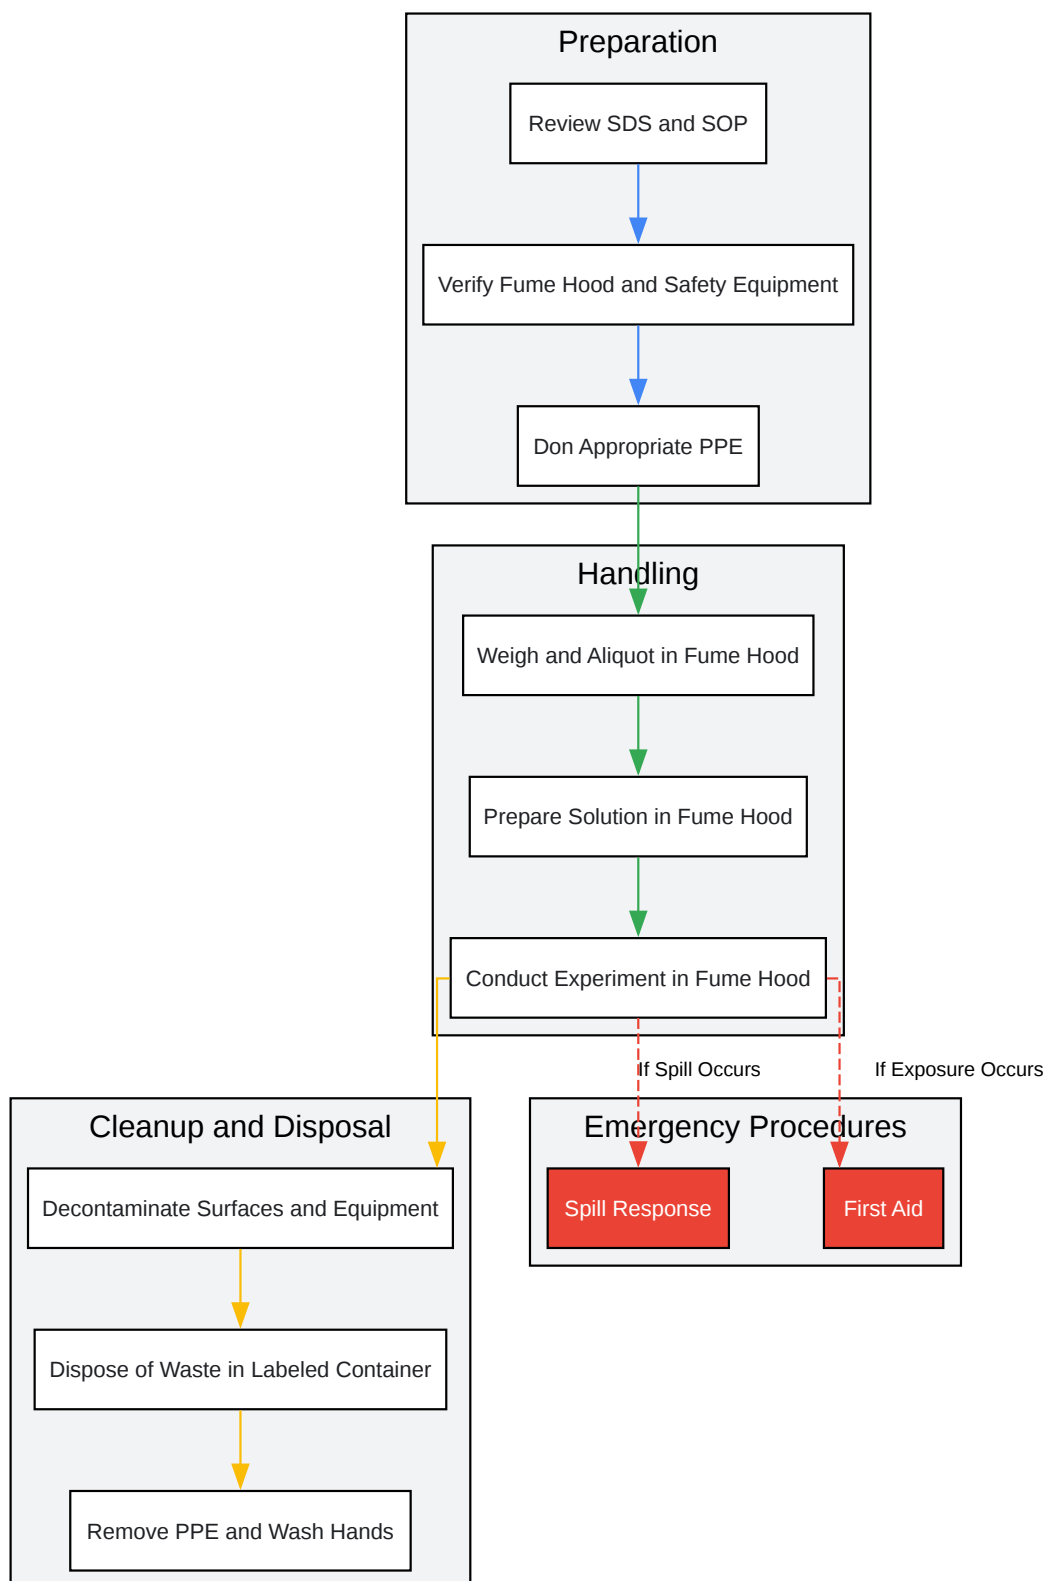 Preparation
Review SDS and SOP
Verify Fume Hood and Safety Equipment
Don Appropriate PPE
Handling
Weigh and Aliquot in Fume Hood
Prepare Solution in Fume Hood
Conduct Experiment in Fume Hood
If Spill Occurs
If Exposure Occurs
Cleanup and Disposal
Emergency Procedures
Decontaminate Surfaces and Equipment
Spill Response
First Aid
Dispose of Waste in Labeled Container
Remove PPE and Wash Hands